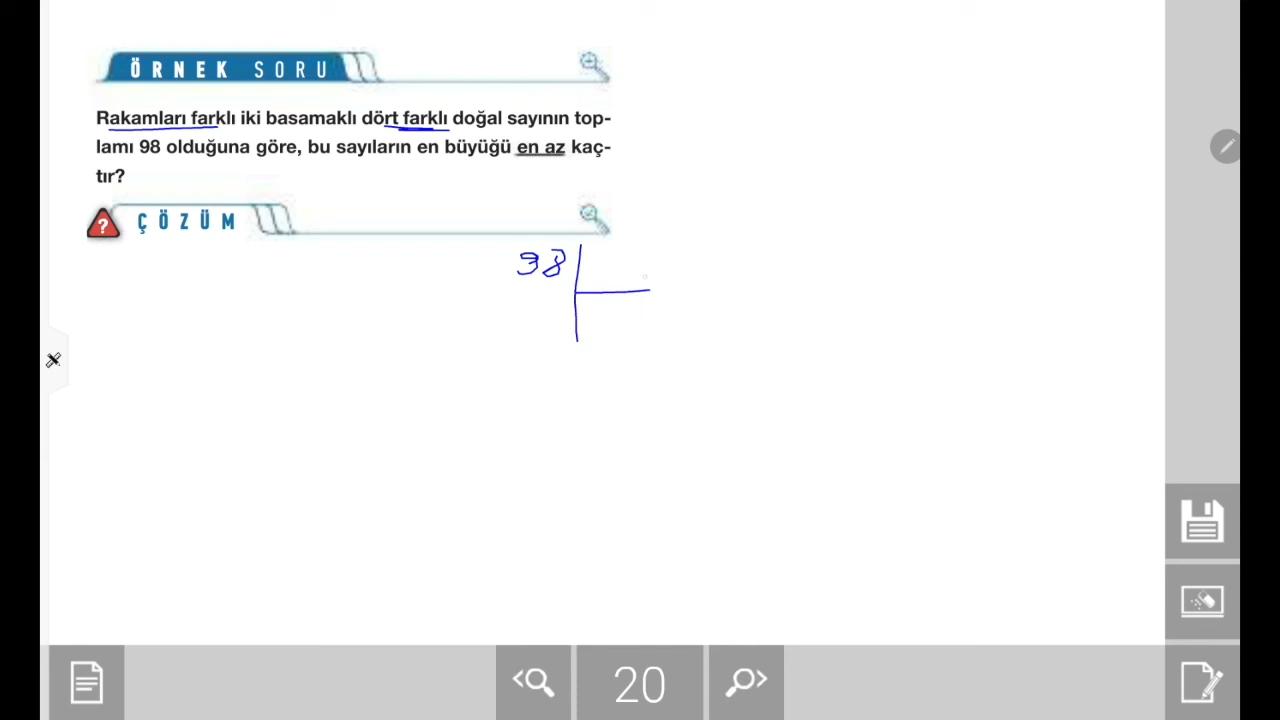 ÖRNEK SORU
Rakamları farklı iki basamaklı dört farklı doğal sayının top-
lamı 98 olduğuna göre, bu sayıların en büyüğü en az kaç-
tır?
? ÇÖZÜM
98
20